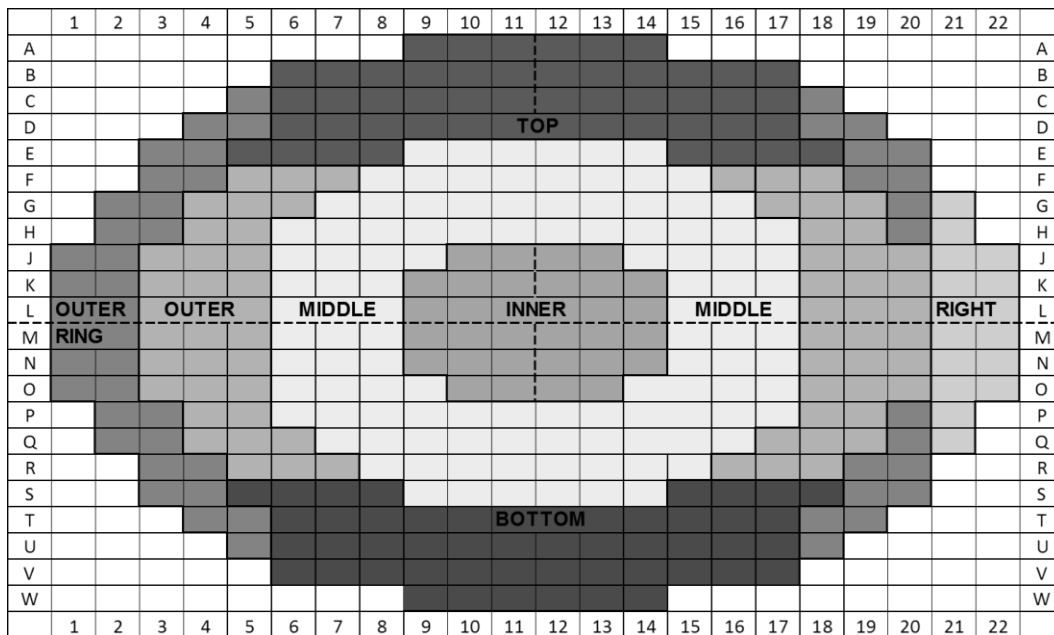 1 2 3 4 5 6 7 8 9 10 11 12 13 14 15 16 17 18 19 20 21 22
A A
B B
C C
D TOP D
E E
F F
G G
H H
J J
K K
L OUTER OUTER MIDDLE INNER MIDDLE RIGHT L
M RING M
N N
O O
P P
Q Q
R R
S S
T BOTTOM T
U U
V V
W W
1 2 3 4 5 6 7 8 9 10 11 12 13 14 15 16 17 18 19 20 21 22